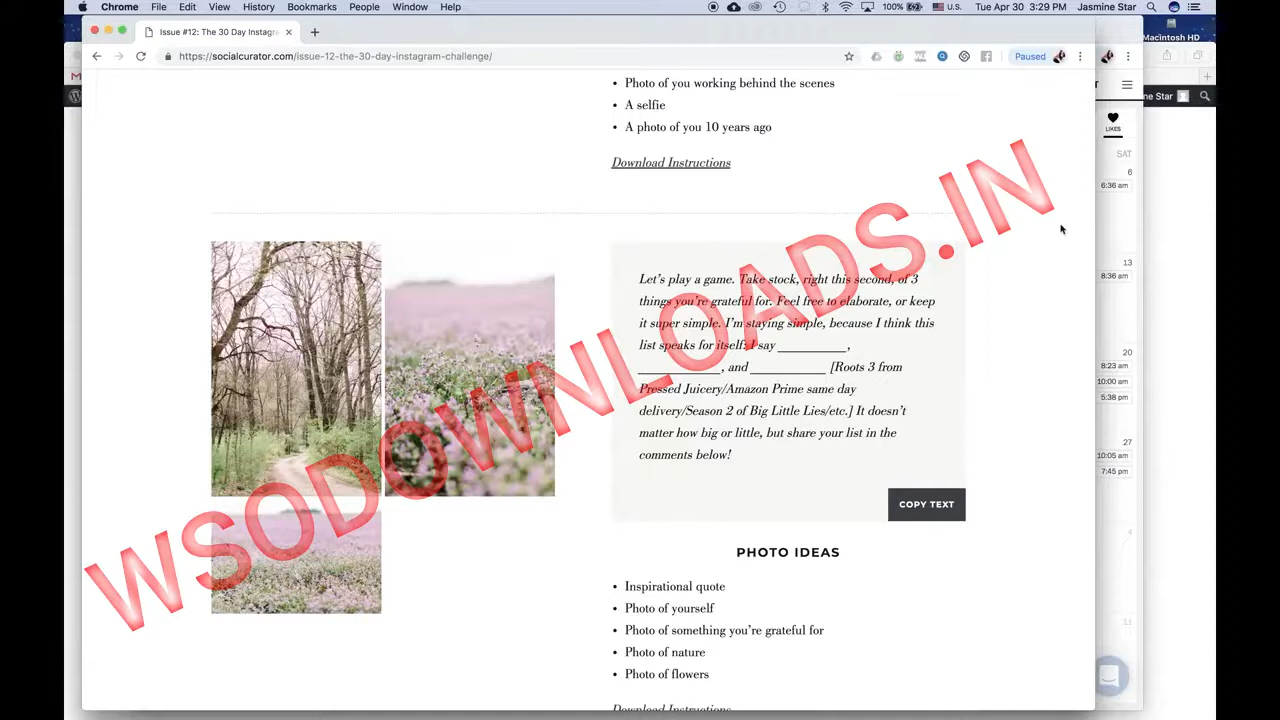 Chrome File Edit View History Bookmarks People Window Help
100% U.S. Tue Apr 30 3:29 PM Jasmine Star
Macintosh HD
Issue #12: The 30 Day Instagra
https://socialcurator.com/issue-12-the-30-day-instagram-challenge/
Paused
ne Star
LIKES
SAT
6
6:36 am
13
8:36 am
20
8:23 am
10:00 am
5:38 pm
27
10:05 am
7:45 pm
4
11
• Photo of you working behind the scenes
• A selfie
• A photo of you 10 years ago
Download Instructions
Let's play a game. Take stock, right this second, of 3
things you're grateful for. Feel free to elaborate, or keep
it super simple. I'm staying simple, because I think this
list speaks for itself: I say __________,
____________, and ___________ [Roots 3 from
Pressed Juicery/Amazon Prime same day
delivery/Season 2 of Big Little Lies/etc.] It doesn't
matter how big or little, but share your list in the
comments below!
COPY TEXT
PHOTO IDEAS
• Inspirational quote
• Photo of yourself
• Photo of something you're grateful for
• Photo of nature
• Photo of flowers
Download Instructions
WSODOWNLOADS.IN